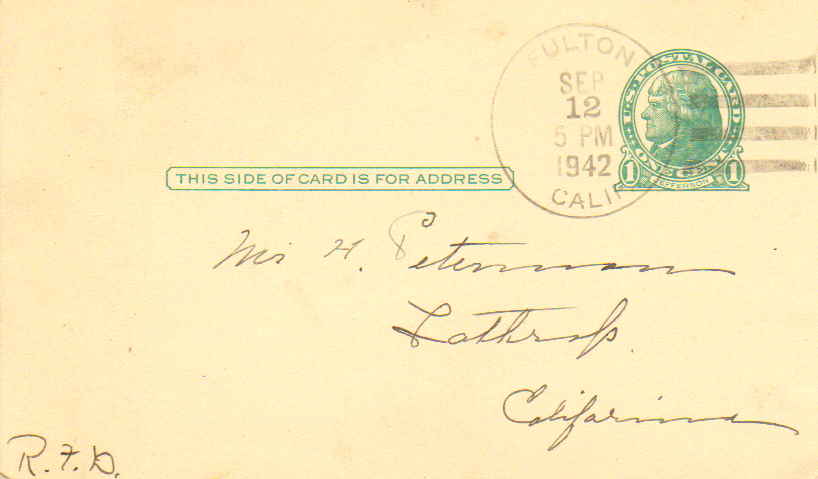 FULTON
SEP
12
5 PM
1942
CALIF
U.S. POSTAL CARD
ONE CENT
1 1
JEFFERSON
THIS SIDE OF CARD IS FOR ADDRESS
Mr H. Peterman
Lathrop
California
R.F.D.